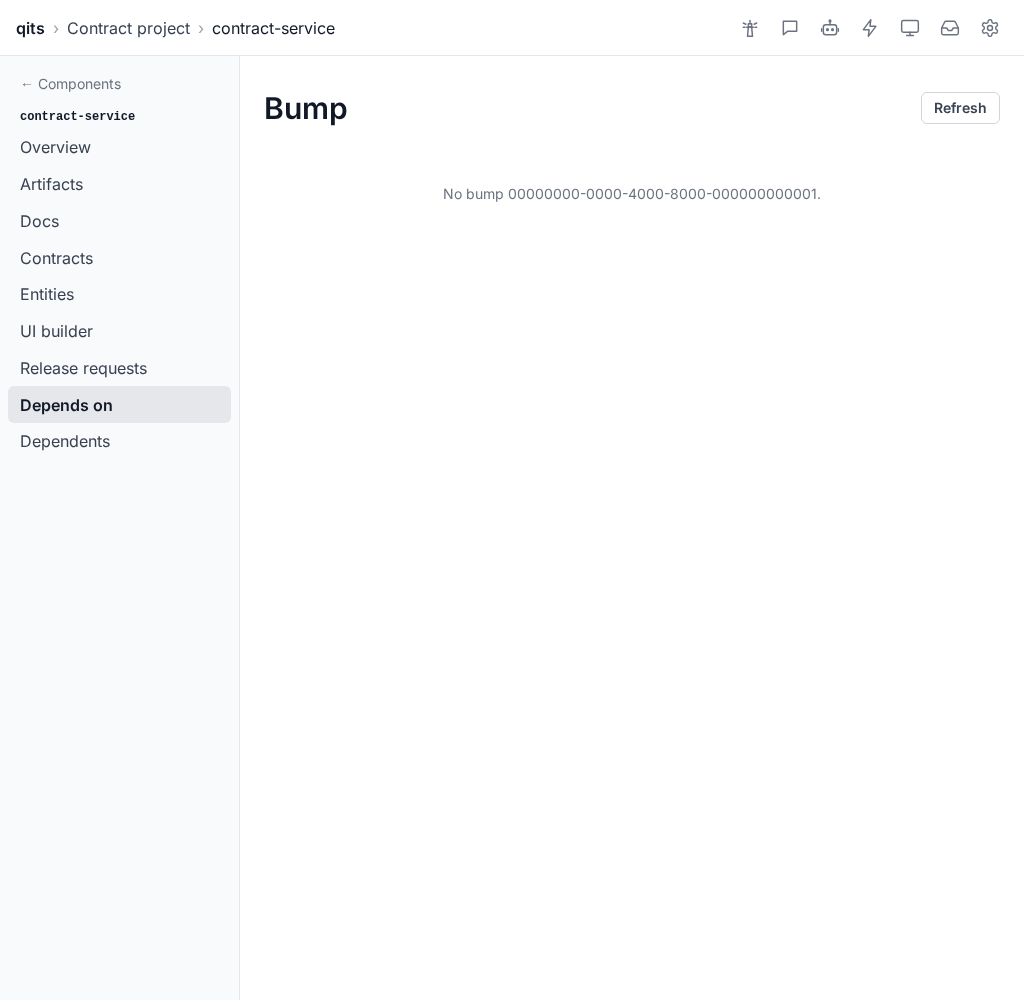 qits › Contract project › contract-service
← Components
contract-service
Overview
Artifacts
Docs
Contracts
Entities
UI builder
Release requests
Depends on
Dependents
Bump
Refresh
No bump 00000000-0000-4000-8000-000000000001.